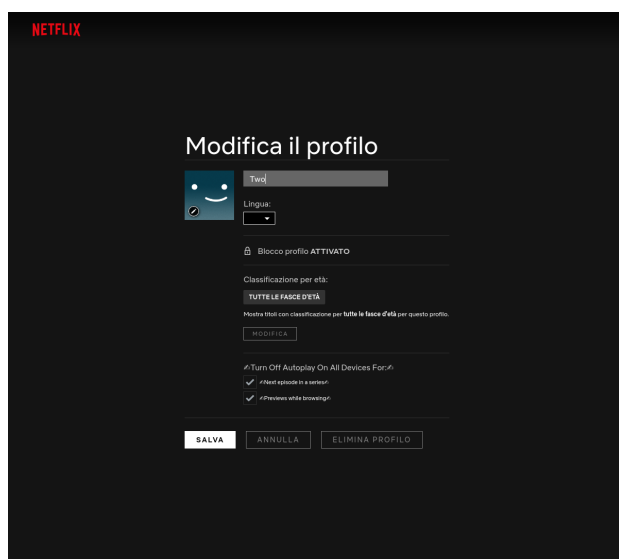 NETFLIX
Modifica il profilo
Two
Lingua:
Blocco profilo ATTIVATO
Classificazione per età:
TUTTE LE FASCE D'ETÀ
Mostra titoli con classificazione per tutte le fasce d'età per questo profilo.
MODIFICA
✍Turn Off Autoplay On All Devices For:✍
✍Next episode in a series✍
✍Previews while browsing✍
SALVA ANNULLA ELIMINA PROFILO